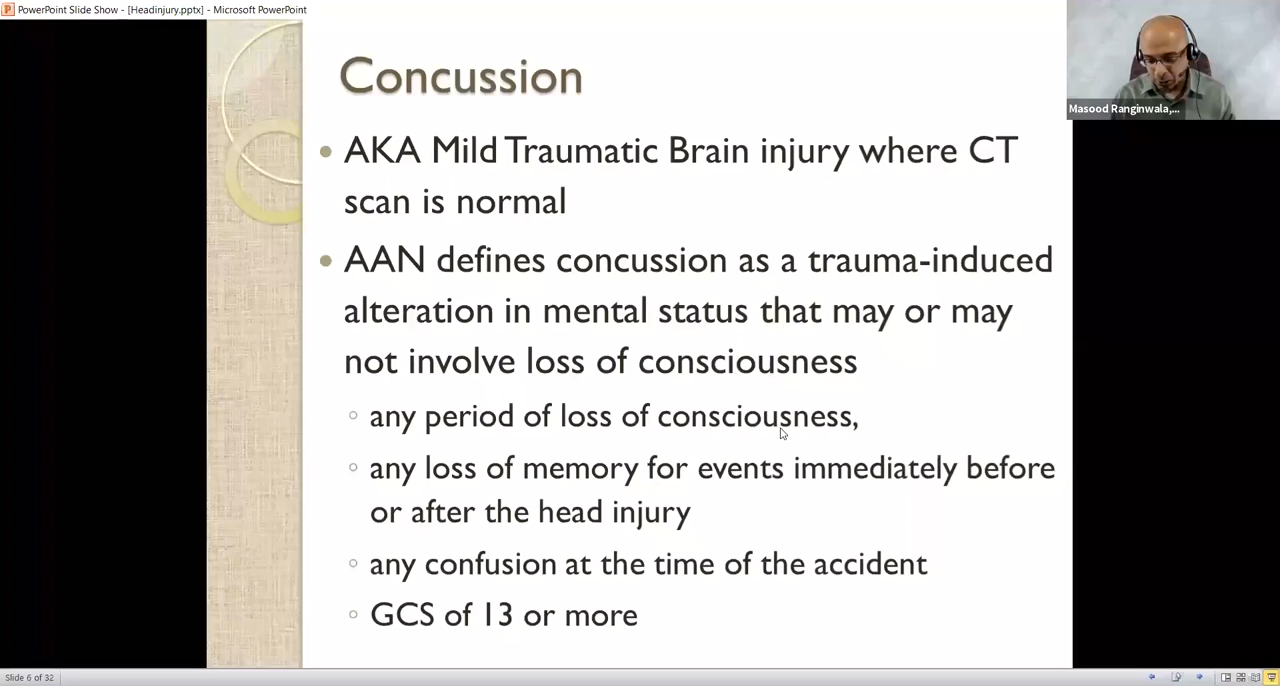 PowerPoint Slide Show - [Headinjury.pptx] - Microsoft PowerPoint
Masood Ranginwala,...
Concussion
AKA Mild Traumatic Brain injury where CT
scan is normal
AAN defines concussion as a trauma-induced
alteration in mental status that may or may
not involve loss of consciousness
any period of loss of consciousness,
any loss of memory for events immediately before
or after the head injury
any confusion at the time of the accident
GCS of 13 or more
Slide 6 of 32